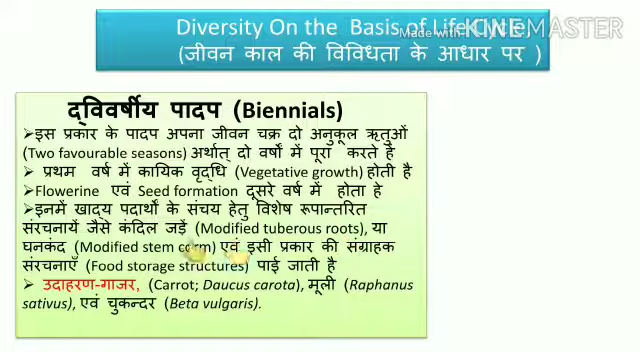 Diversity On the Basis of Life Cycle
Made with KINEMASTER
(जीवन काल की विविधता के आधार पर )
द्विवर्षीय पादप (Biennials)
➢इस प्रकार के पादप अपना जीवन चक्र दो अनुकूल ऋतुओं
(Two favourable seasons) अर्थात् दो वर्षों में पूरा करते हैं
➢ प्रथम वर्ष में कायिक वृद्धि (Vegetative growth) होती है
➢Flowerine एवं Seed formation दूसरे वर्ष में होता हे
➢इनमें खाद्य पदार्थों के संचय हेतु विशेष रूपान्तरित
संरचनायें जैसे कंदिल जड़ें (Modified tuberous roots), या
घनकंद (Modified stem corm) एवं इसी प्रकार की संग्राहक
संरचनाएँ (Food storage structures) पाई जाती है
➢ उदाहरण-गाजर, (Carrot; Daucus carota), मूली (Raphanus
sativus), एवं चुकन्दर (Beta vulgaris).